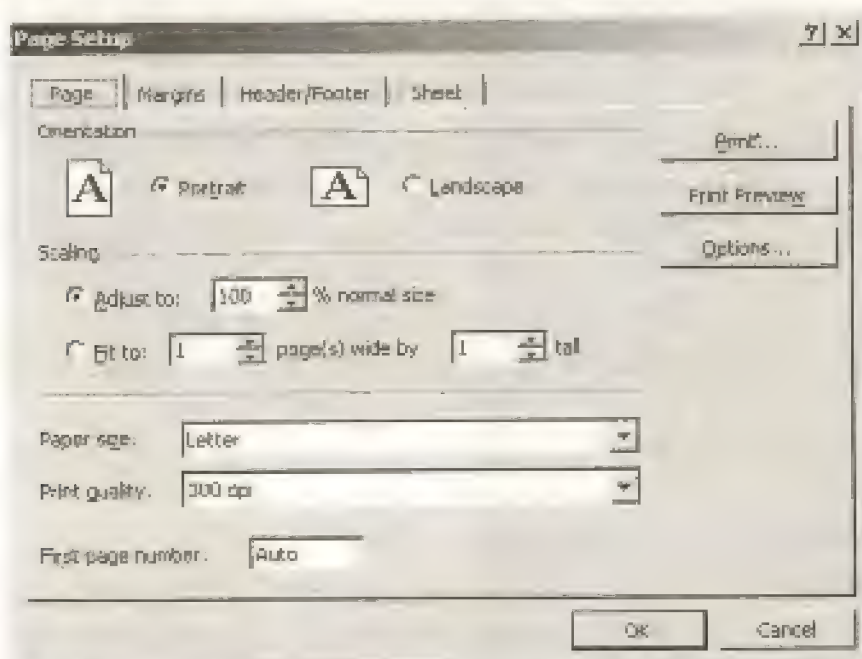 Page Setup ? X
Page Margins Header/Footer Sheet
Orientation
A Portrait A Landscape
Print...
Print Preview
Options...
Scaling
Adjust to: 100 % normal size
Fit to: 1 page(s) wide by 1 tall
Paper size: Letter
Print quality: 300 dpi
First page number: Auto
OK Cancel